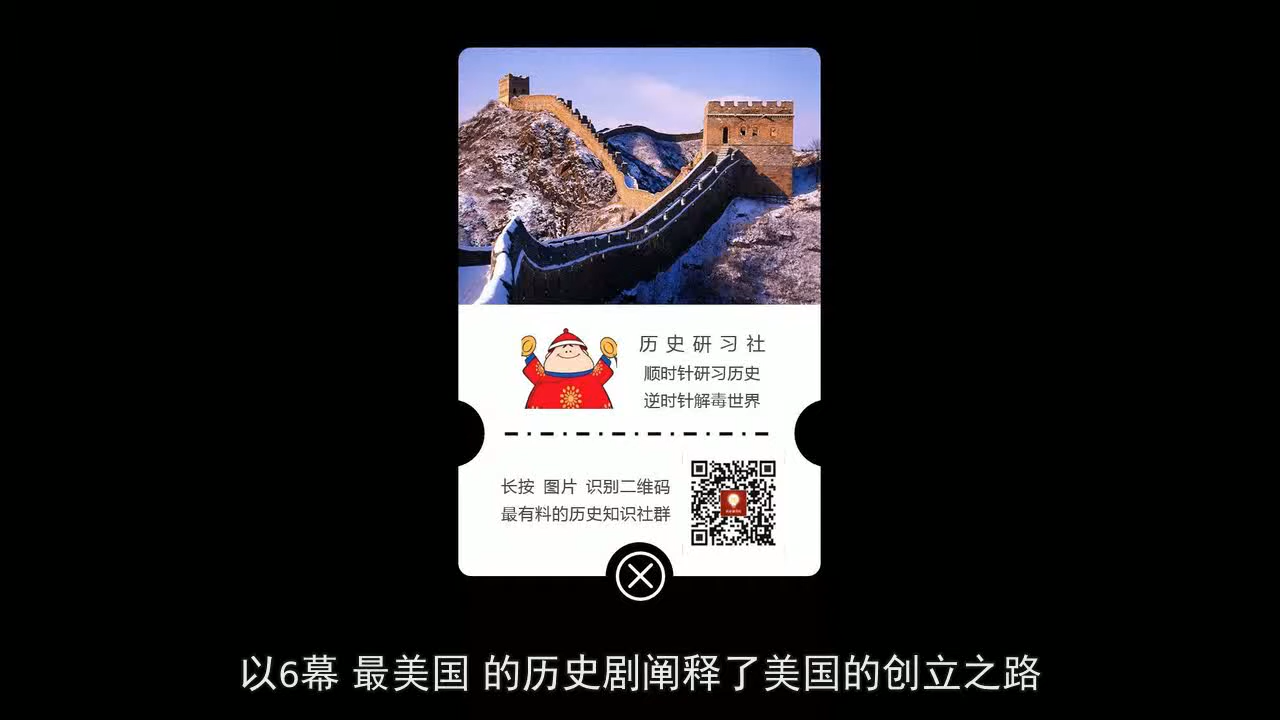 历史研习社
顺时针研习历史
逆时针解毒世界
长按 图片 识别二维码
最有料的历史知识社群
以6幕 最美国 的历史剧阐释了美国的创立之路